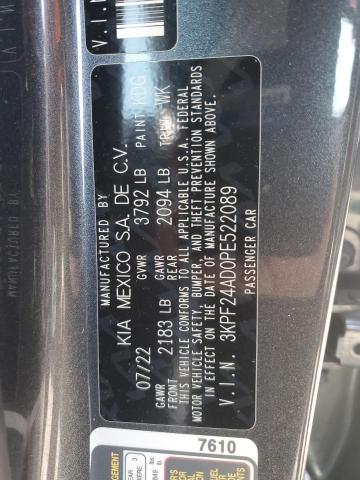 MANUFACTURED BY
KIA MEXICO S.A. DE C.V.
07/22 GVWR 3792 LB PAINT KDG
GAWR FRONT 2183 LB GAWR REAR 2094 LB TRIM WK
THIS VEHICLE CONFORMS TO ALL APPLICABLE U.S.A. FEDERAL
MOTOR VEHICLE SAFETY, BUMPER, AND THEFT PREVENTION STANDARDS
IN EFFECT ON THE DATE OF MANUFACTURE SHOWN ABOVE.
V.I.N. 3KPF24AD0PE522089
PASSENGER CAR
V.I.N
7610